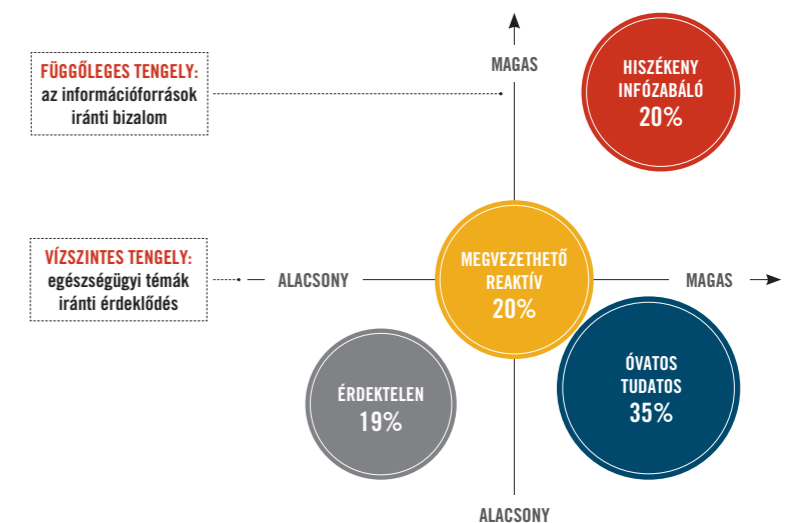 FÜGGŐLEGES TENGELY:
az információforrások
iránti bizalom
MAGAS
HISZÉKENY
INFÓZABÁLÓ
20%
VÍZSZINTES TENGELY:
egészségügyi témák
iránti érdeklődés
ALACSONY
MEGVEZETHETŐ
REAKTÍV
20%
MAGAS
ÉRDEKTELEN
19%
ÓVATOS
TUDATOS
35%
ALACSONY